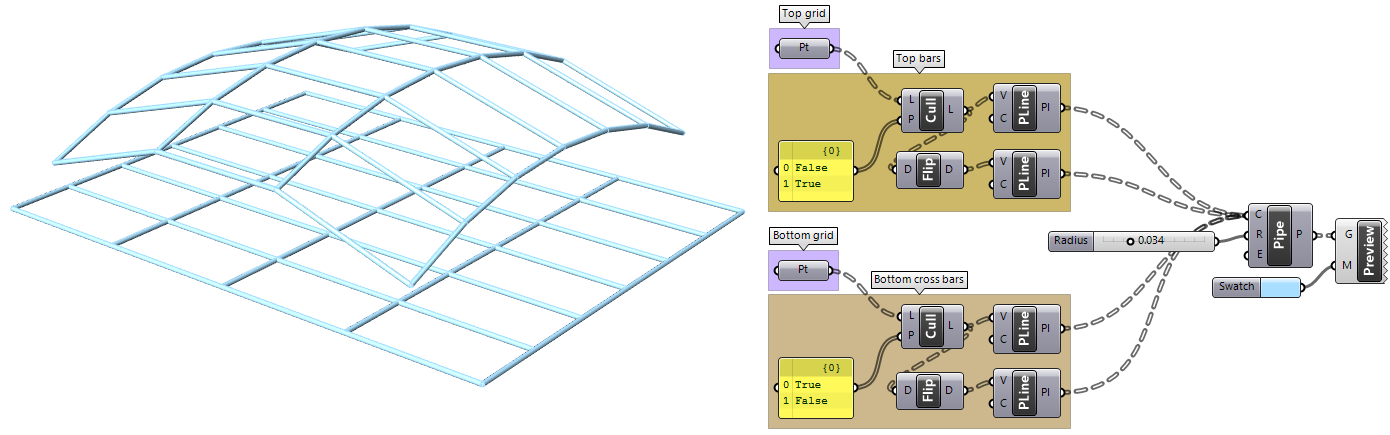 Top grid
Pt
Top bars
L
P
Cull
L
V
C
PLine
Pl
{0}
0 False
1 True
D
Flip
D
V
C
PLine
Pl
Bottom grid
Pt
Bottom cross bars
L
P
Cull
L
V
C
PLine
Pl
{0}
0 True
1 False
D
Flip
D
V
C
PLine
Pl
Radius
0.034
C
R
E
Pipe
P
Swatch
G
M
Preview